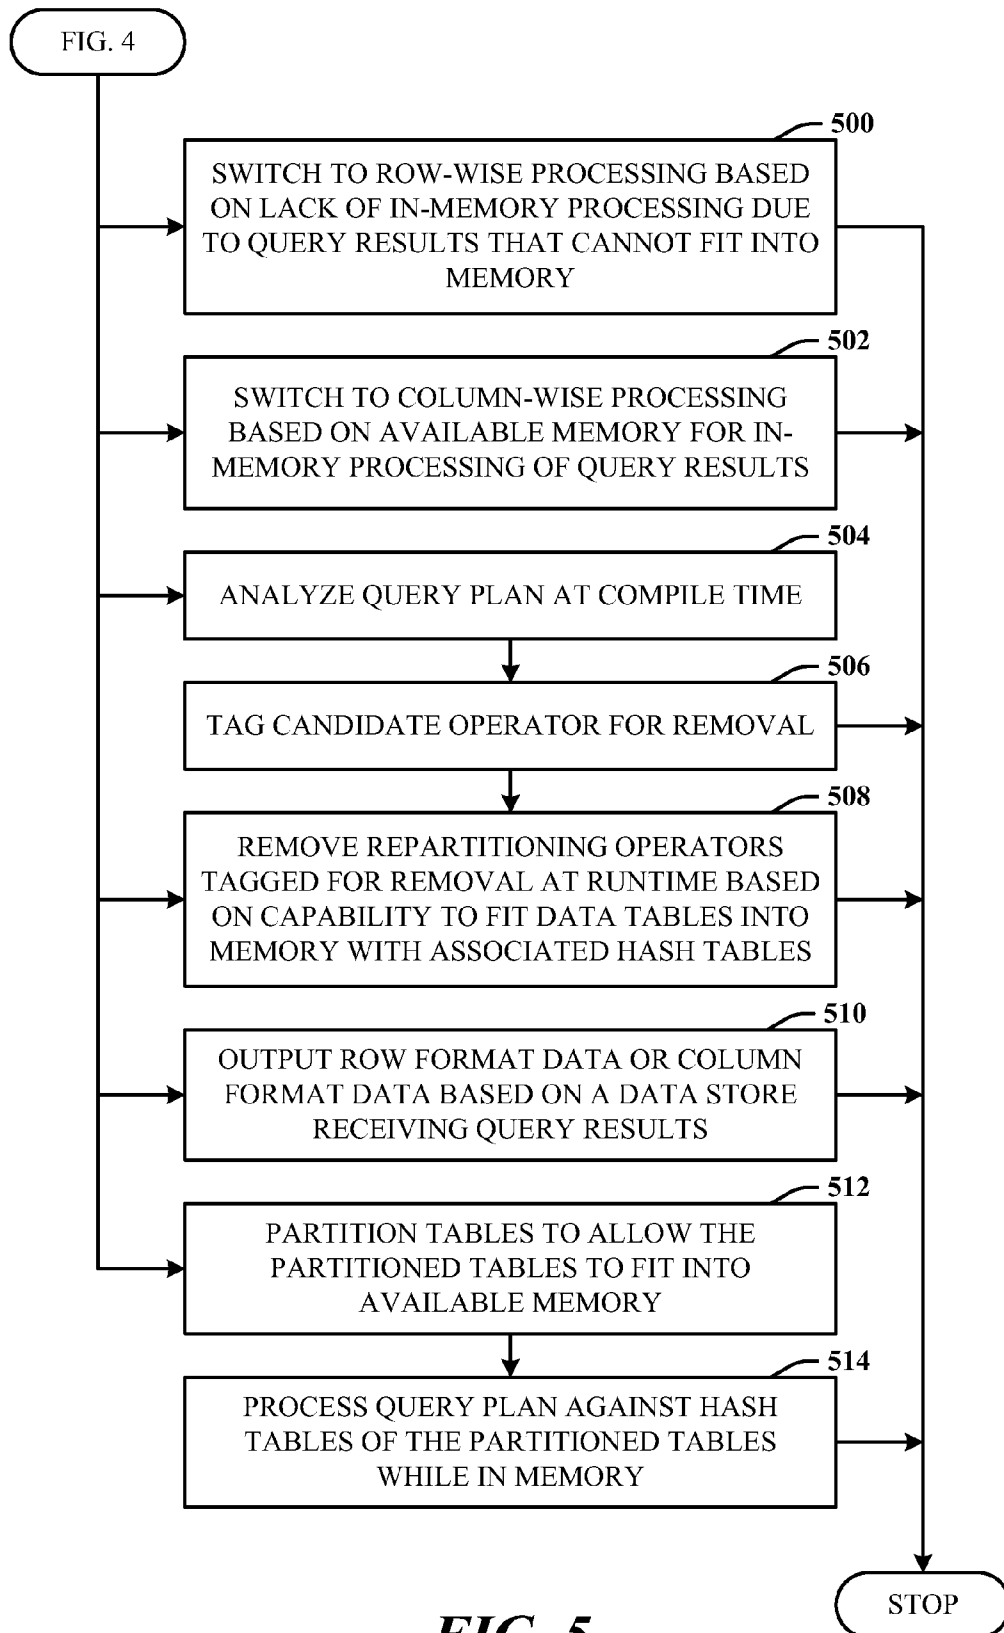 FIG. 4
500
SWITCH TO ROW-WISE PROCESSING BASED
ON LACK OF IN-MEMORY PROCESSING DUE
TO QUERY RESULTS THAT CANNOT FIT INTO
MEMORY
502
SWITCH TO COLUMN-WISE PROCESSING
BASED ON AVAILABLE MEMORY FOR IN-
MEMORY PROCESSING OF QUERY RESULTS
504
ANALYZE QUERY PLAN AT COMPILE TIME
506
TAG CANDIDATE OPERATOR FOR REMOVAL
508
REMOVE REPARTITIONING OPERATORS
TAGGED FOR REMOVAL AT RUNTIME BASED
ON CAPABILITY TO FIT DATA TABLES INTO
MEMORY WITH ASSOCIATED HASH TABLES
510
OUTPUT ROW FORMAT DATA OR COLUMN
FORMAT DATA BASED ON A DATA STORE
RECEIVING QUERY RESULTS
512
PARTITION TABLES TO ALLOW THE
PARTITIONED TABLES TO FIT INTO
AVAILABLE MEMORY
514
PROCESS QUERY PLAN AGAINST HASH
TABLES OF THE PARTITIONED TABLES
WHILE IN MEMORY
STOP
FIG. 5